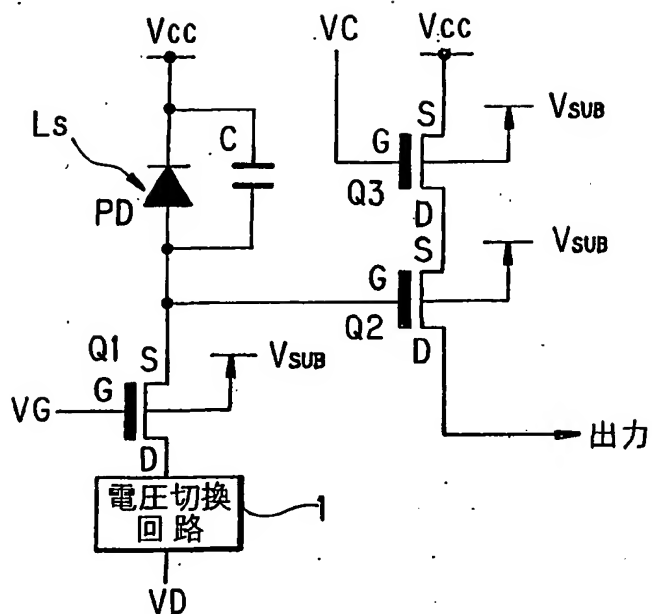 Vcc
VC
Vcc
Ls
C
PD
S
VSUB
G
Q3
D
S
VSUB
G
Q2
D
Q1
S
VSUB
G
VG
D
出力
電圧切換
回路
1
VD